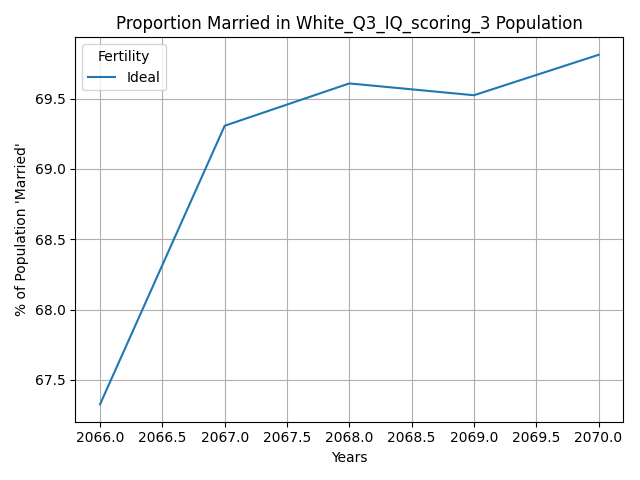 Proportion Married in White_Q3_IQ_scoring_3 Population
Fertility
Ideal
% of Population 'Married'
69.5
69.0
68.5
68.0
67.5
2066.0 2066.5 2067.0 2067.5 2068.0 2068.5 2069.0 2069.5 2070.0
Years